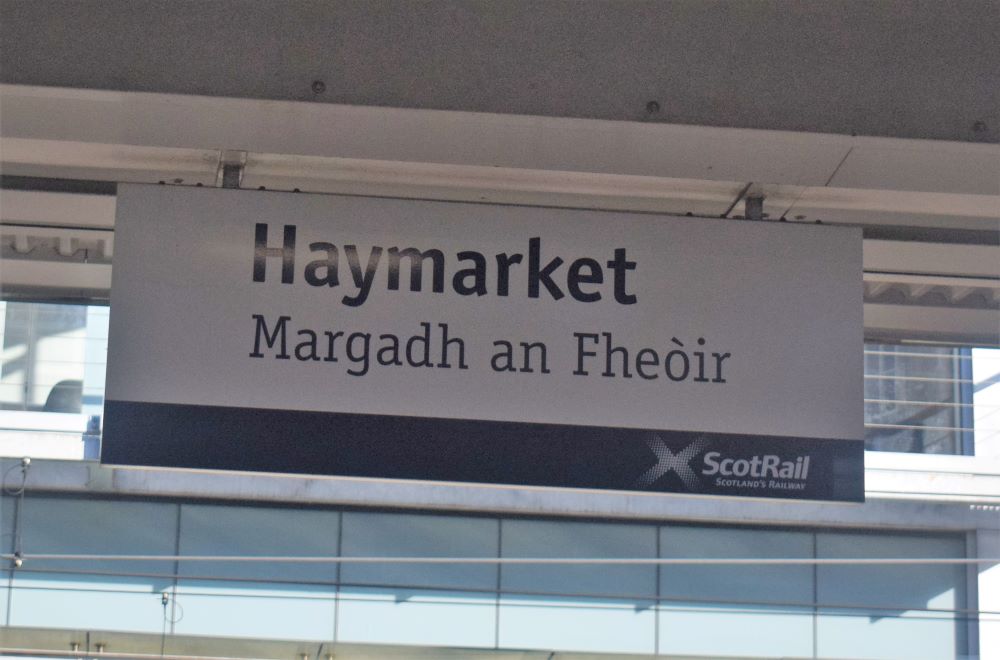 Haymarket
Margadh an Fheòir
ScotRail
Scotland's Railway